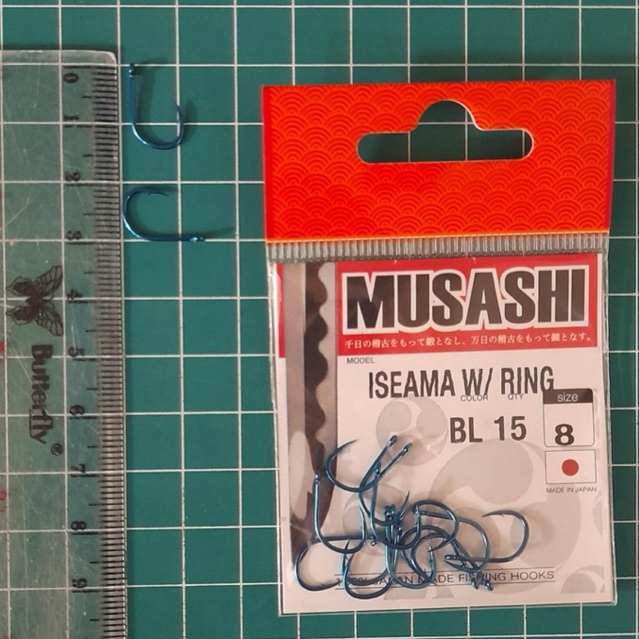 0
1
2
3
4
5
6
7
8
9
Butterfly®
MUSASHI
千日の稽古をもって鍛となし、万日の稽古をもって錬となす。
MODEL
ISEAMA W/ RING
COLOR QTY
BL 15
size
8
MADE IN JAPAN
JAPAN MADE FISHING HOOKS